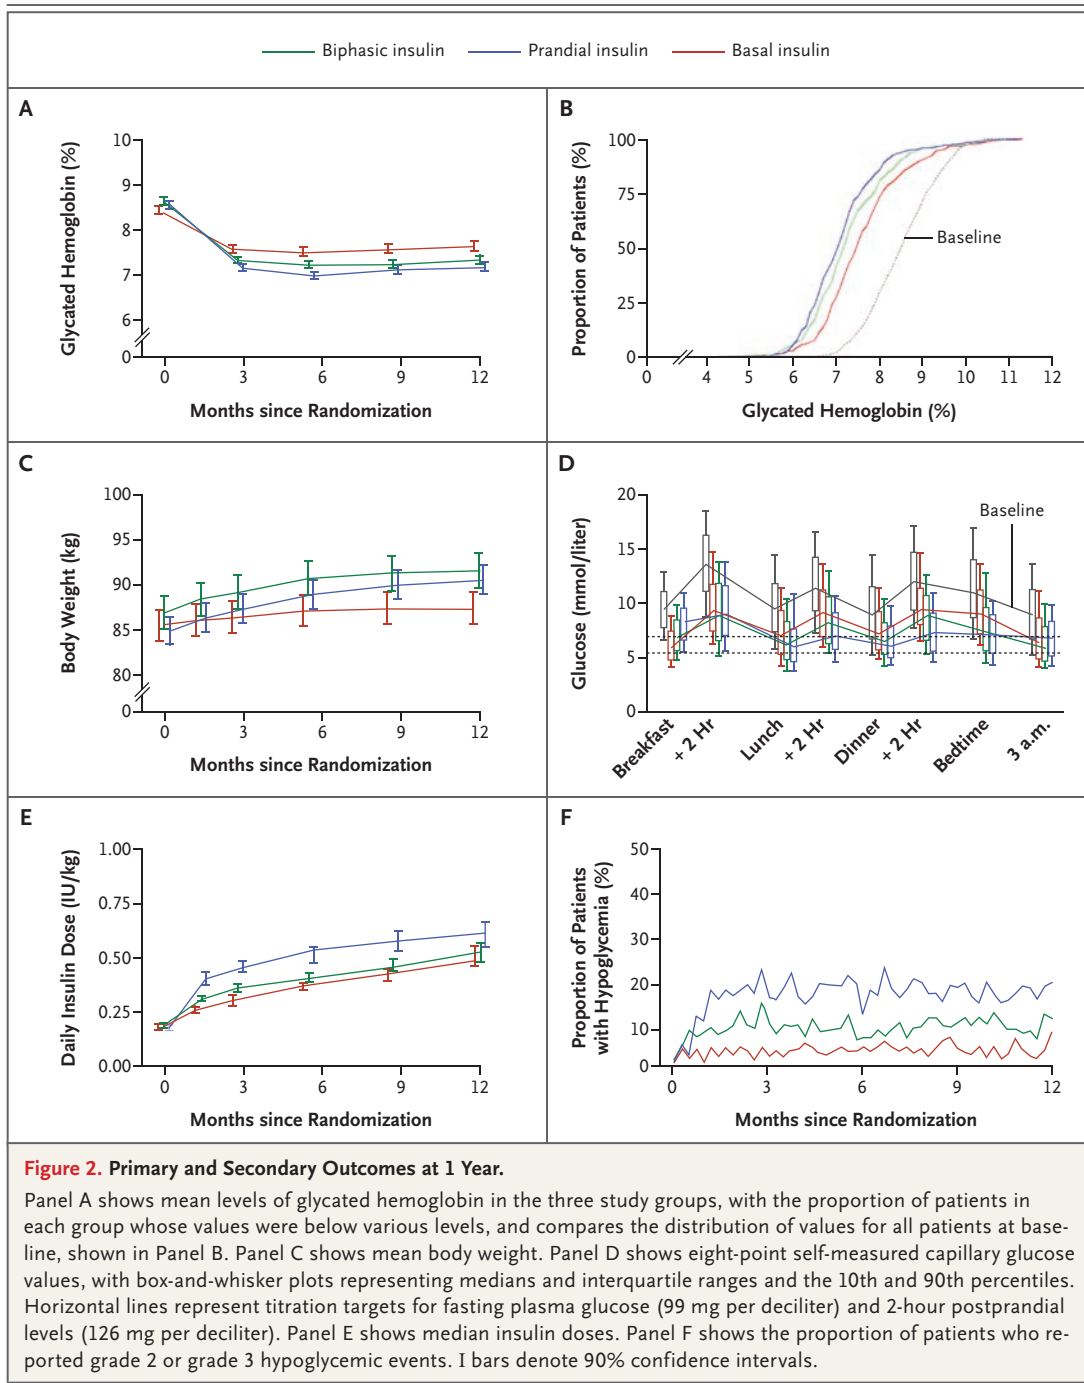 Biphasic insulin Prandial insulin Basal insulin
A
Glycated Hemoglobin (%)
10
9
8
7
6
0
0 3 6 9 12
Months since Randomization
B
Proportion of Patients (%)
100
75
50
25
0
Baseline
0 4 5 6 7 8 9 10 11 12
Glycated Hemoglobin (%)
C
Body Weight (kg)
100
95
90
85
80
0
0 3 6 9 12
Months since Randomization
D
Glucose (mmol/liter)
20
15
10
5
0
Baseline
Breakfast + 2 Hr Lunch + 2 Hr Dinner + 2 Hr Bedtime 3 a.m.
E
Daily Insulin Dose (IU/kg)
1.00
0.75
0.50
0.25
0.00
0 3 6 9 12
Months since Randomization
F
Proportion of Patients
with Hypoglycemia (%)
50
40
30
20
10
0
0 3 6 9 12
Months since Randomization
Figure 2. Primary and Secondary Outcomes at 1 Year.
Panel A shows mean levels of glycated hemoglobin in the three study groups, with the proportion of patients in
each group whose values were below various levels, and compares the distribution of values for all patients at base-
line, shown in Panel B. Panel C shows mean body weight. Panel D shows eight-point self-measured capillary glucose
values, with box-and-whisker plots representing medians and interquartile ranges and the 10th and 90th percentiles.
Horizontal lines represent titration targets for fasting plasma glucose (99 mg per deciliter) and 2-hour postprandial
levels (126 mg per deciliter). Panel E shows median insulin doses. Panel F shows the proportion of patients who re-
ported grade 2 or grade 3 hypoglycemic events. I bars denote 90% confidence intervals.